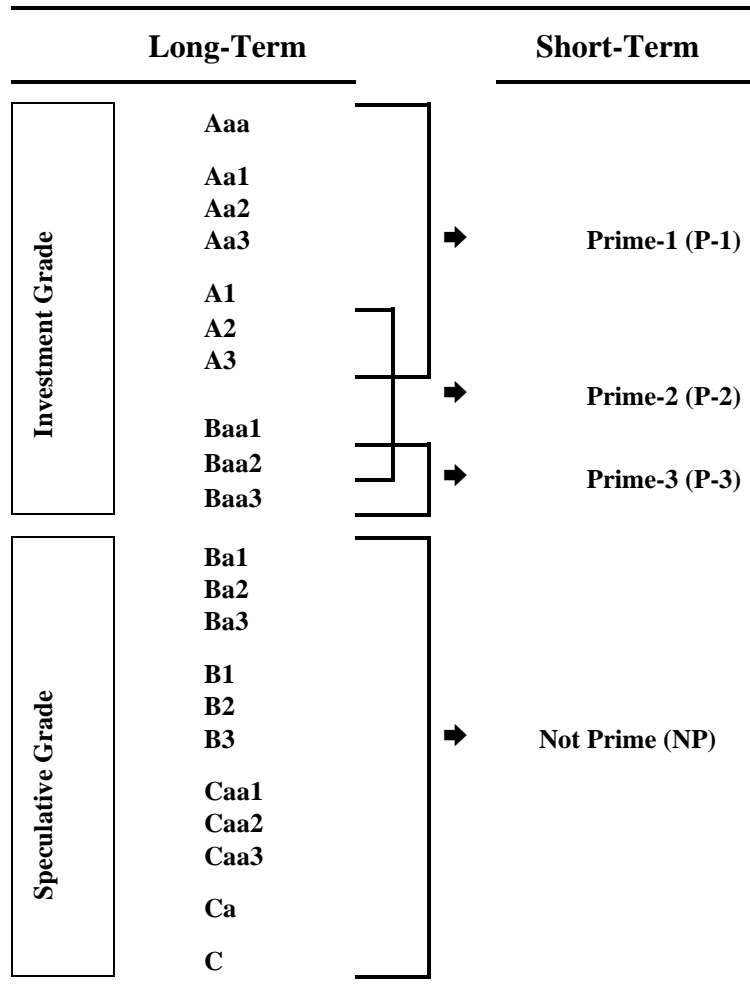 Long-Term Short-Term
Investment Grade
Aaa
Aa1
Aa2
Aa3
Prime-1 (P-1)
A1
A2
A3
Prime-2 (P-2)
Baa1
Baa2
Prime-3 (P-3)
Baa3
Speculative Grade
Ba1
Ba2
Ba3
B1
B2
B3
Not Prime (NP)
Caa1
Caa2
Caa3
Ca
C